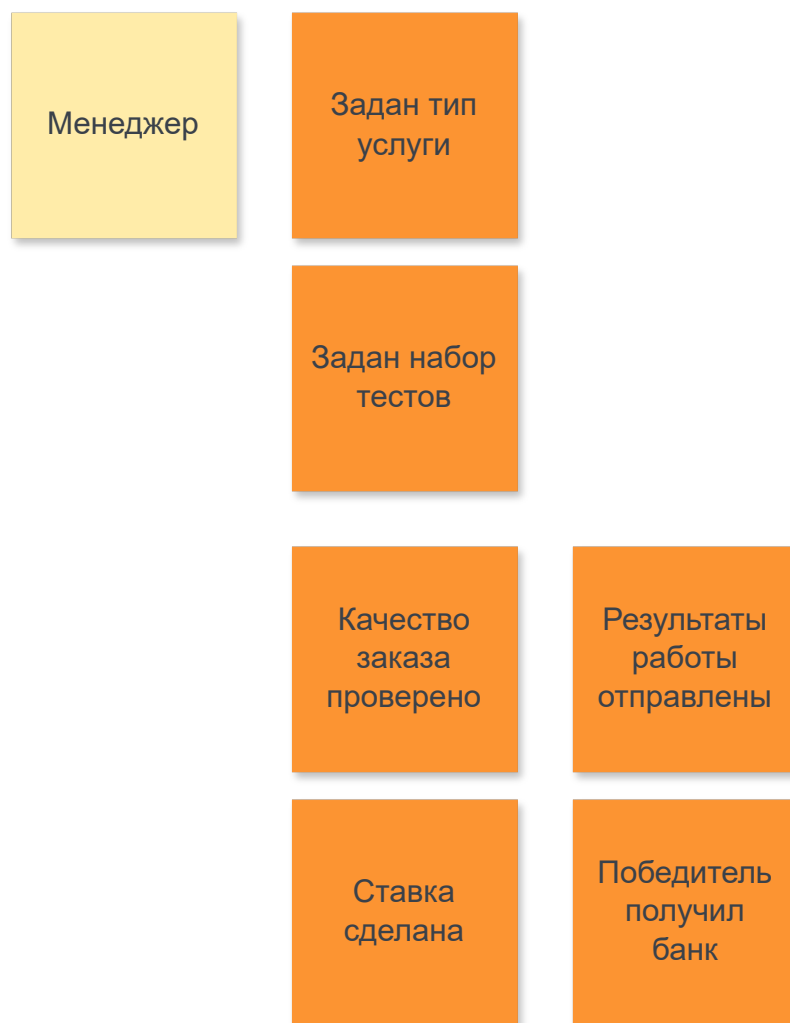 Менеджер
Задан тип
услуги
Задан набор
тестов
Качество
заказа
проверено
Результаты
работы
отправлены
Ставка
сделана
Победитель
получил
банк